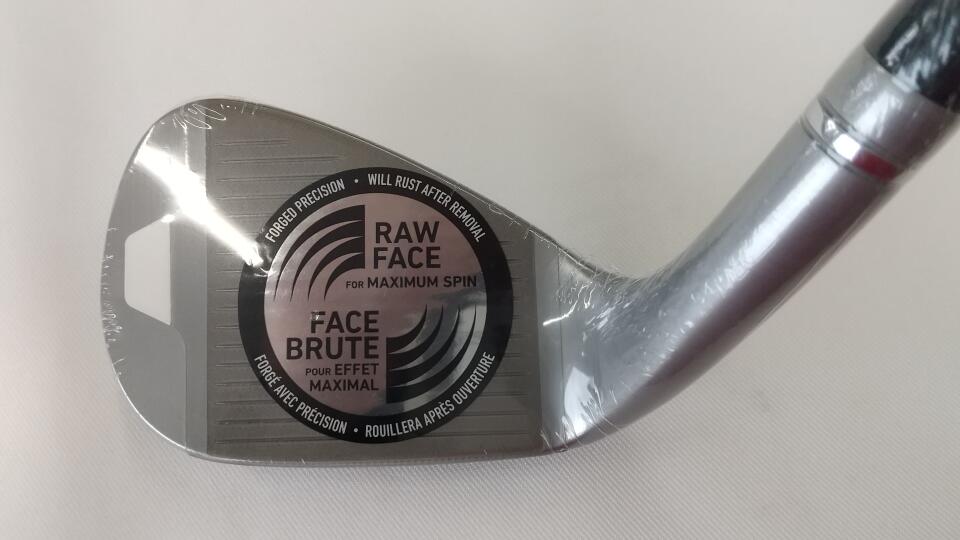 FORGED PRECISION • WILL RUST AFTER REMOVAL
RAW
FACE
FOR MAXIMUM SPIN
FACE
BRUTE
POUR EFFET
MAXIMAL
FORGÉ AVEC PRÉCISION • ROUILLERA APRÈS OUVERTURE